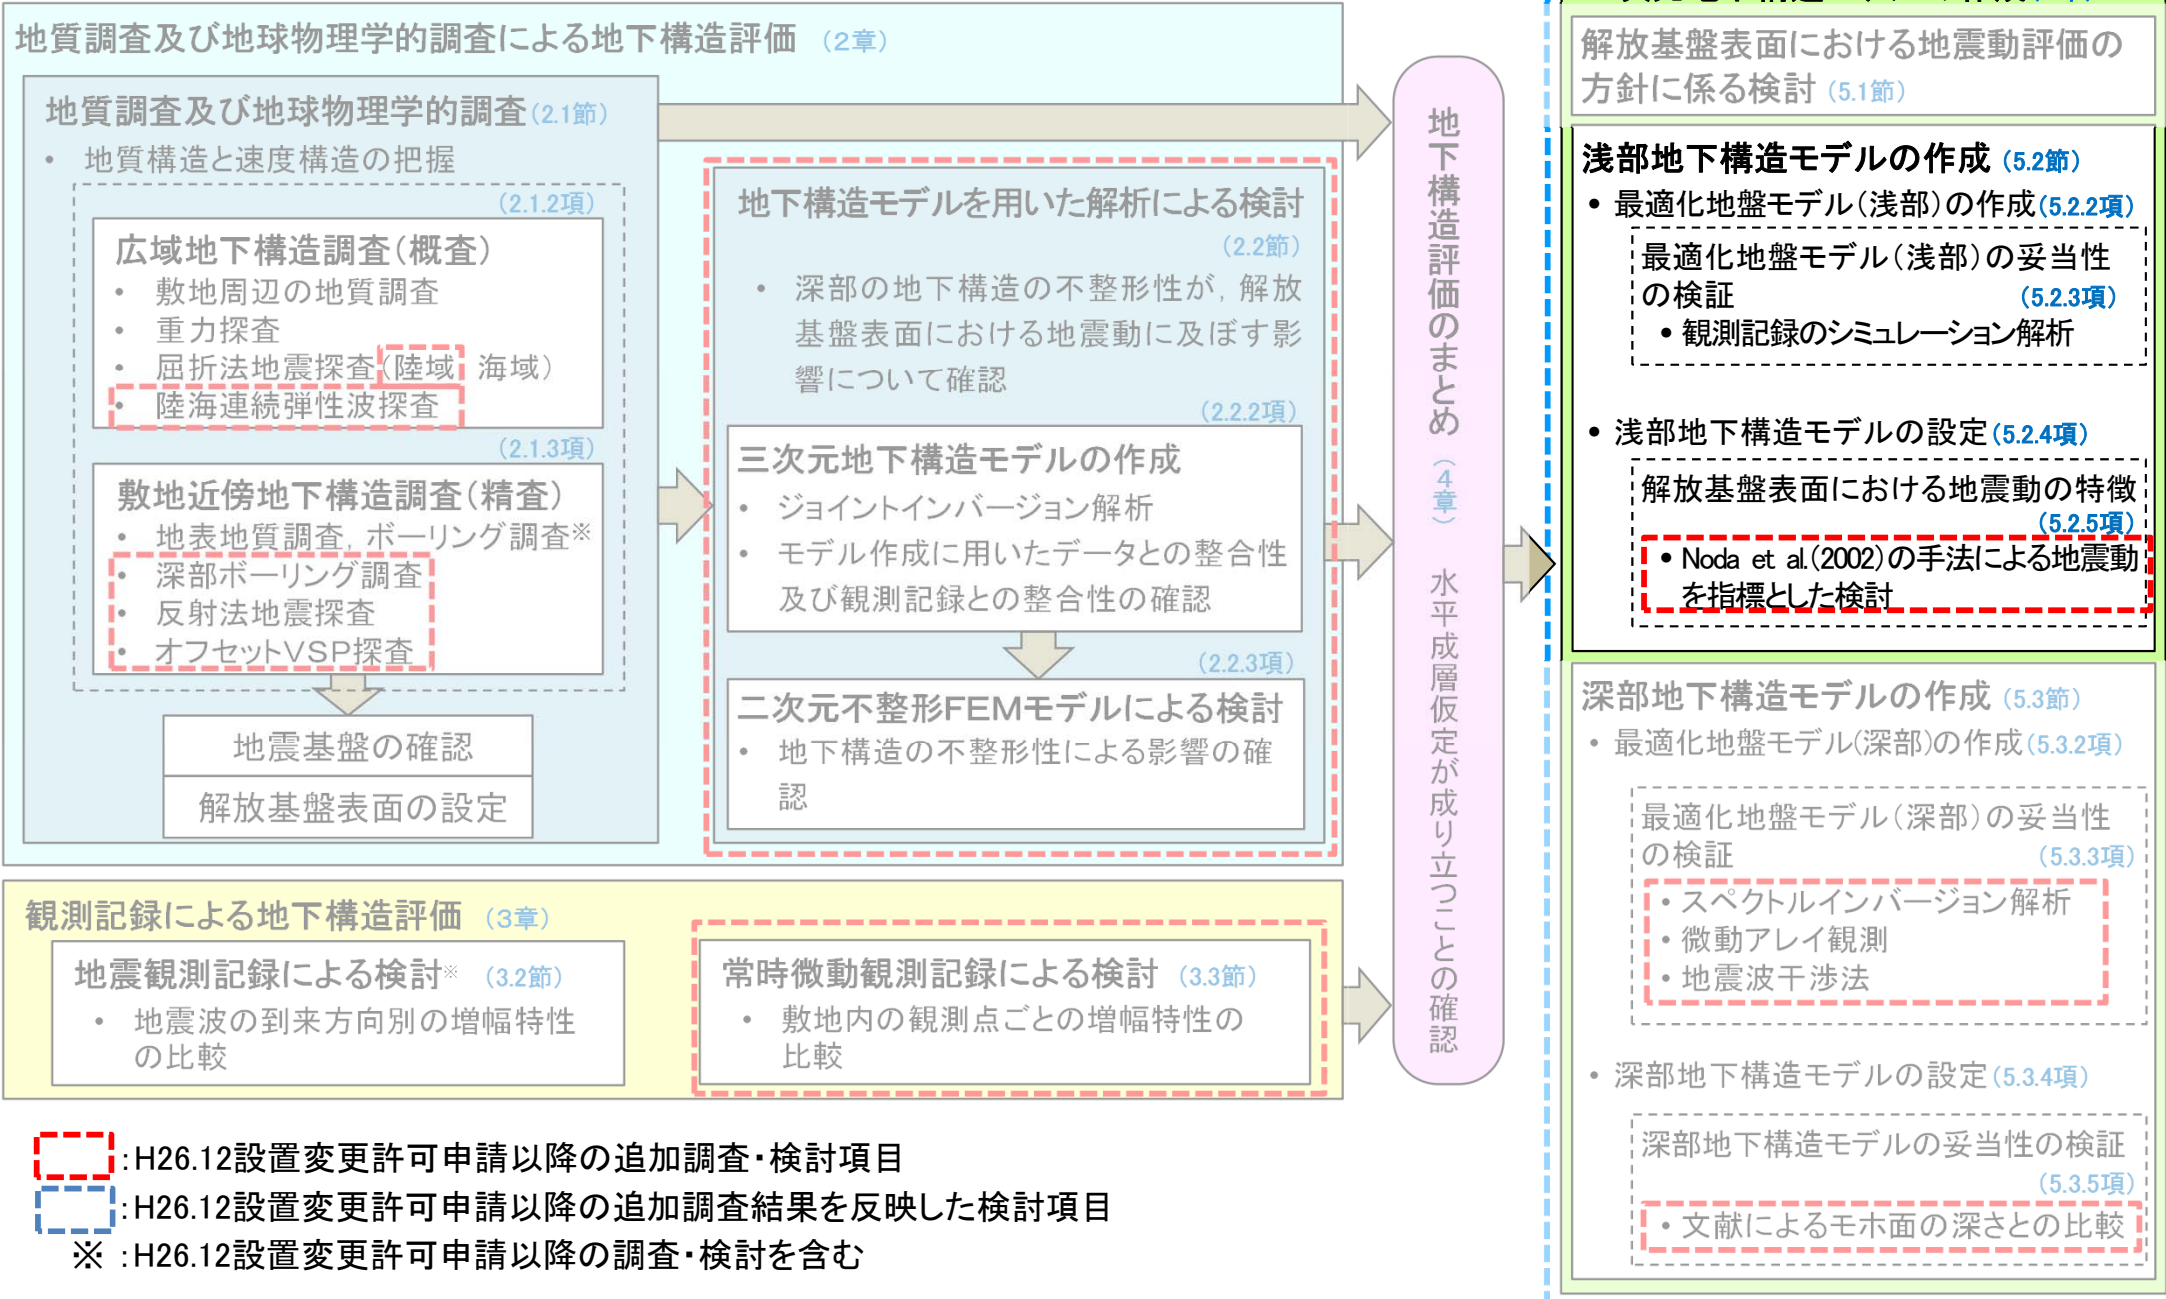 地質調査及び地球物理学的調査による地下構造評価 (2章)
地質調査及び地球物理学的調査(2.1節)
• 地質構造と速度構造の把握
(2.1.2項)
広域地下構造調査(概査)
• 敷地周辺の地質調査
• 重力探査
• 屈折法地震探査(陸域 海域)
• 陸海連続弾性波探査
(2.1.3項)
敷地近傍地下構造調査(精査)
• 地表地質調査, ボーリング調査※
• 深部ボーリング調査
• 反射法地震探査
• オフセットVSP探査
地震基盤の確認
解放基盤表面の設定
地下構造モデルを用いた解析による検討
(2.2節)
• 深部の地下構造の不整形性が, 解放
基盤表面における地震動に及ぼす影
響について確認
(2.2.2項)
三次元地下構造モデルの作成
• ジョイントインバージョン解析
• モデル作成に用いたデータとの整合性
及び観測記録との整合性の確認
(2.2.3項)
二次元不整形FEMモデルによる検討
• 地下構造の不整形性による影響の確
認
観測記録による地下構造評価 (3章)
地震観測記録による検討※ (3.2節)
• 地震波の到来方向別の増幅特性
の比較
常時微動観測記録による検討 (3.3節)
• 敷地内の観測点ごとの増幅特性の
比較
地下構造評価のまとめ(4章) 水平成層仮定が成り立つことの確認
解放基盤表面における地震動評価の
方針に係る検討 (5.1節)
浅部地下構造モデルの作成 (5.2節)
• 最適化地盤モデル(浅部)の作成(5.2.2項)
最適化地盤モデル(浅部)の妥当性
の検証 (5.2.3項)
• 観測記録のシミュレーション解析
• 浅部地下構造モデルの設定(5.2.4項)
解放基盤表面における地震動の特徴
(5.2.5項)
• Noda et al.(2002)の手法による地震動
を指標とした検討
深部地下構造モデルの作成 (5.3節)
• 最適化地盤モデル(深部)の作成(5.3.2項)
最適化地盤モデル(深部)の妥当性
の検証 (5.3.3項)
• スペクトルインバージョン解析
• 微動アレイ観測
• 地震波干渉法
• 深部地下構造モデルの設定(5.3.4項)
深部地下構造モデルの妥当性の検証
(5.3.5項)
• 文献によるモホ面の深さとの比較
:H26.12設置変更許可申請以降の追加調査・検討項目
:H26.12設置変更許可申請以降の追加調査結果を反映した検討項目
※ :H26.12設置変更許可申請以降の調査・検討を含む